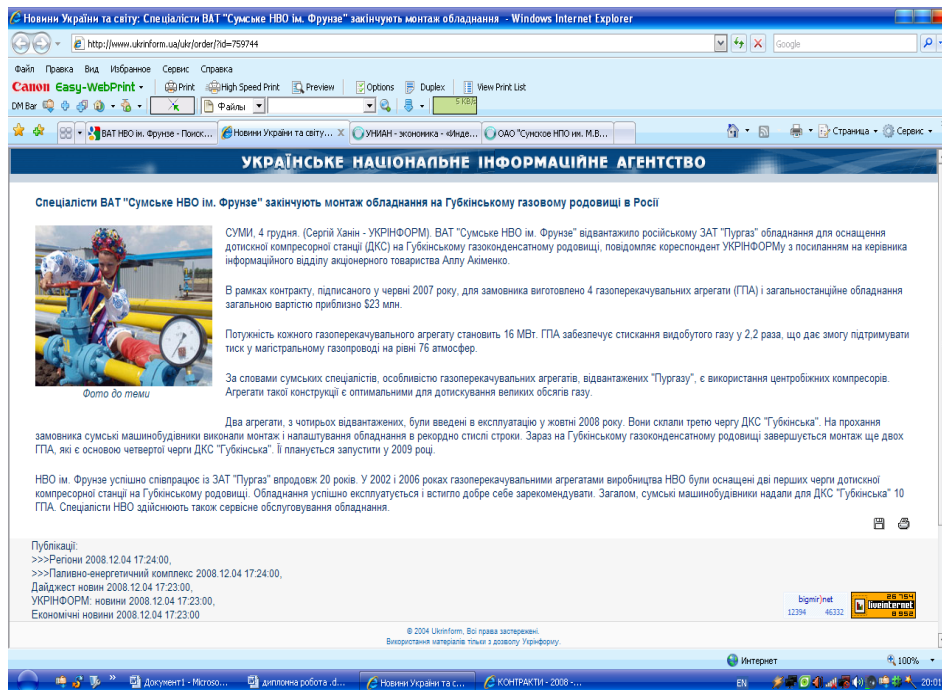 Новини України та світу: Спеціалісти ВАТ "Сумське НВО ім. Фрунзе" закінчують монтаж обладнання - Windows Internet Explorer
http://www.ukrinform.ua/ukr/order/?id=759744
Google
Файл Правка Вид Избранное Сервис Справка
Canon Easy-WebPrint Print High Speed Print Preview Options Duplex View Print List
DM Bar Файлы 5 KB/s
ВАТ НВО ім. Фрунзе - Поиск... Новини України та світу... УНИАН - экономика - «Инде... ОАО "Сумское НПО им. М.В... Страница Сервис
УКРАЇНСЬКЕ НАЦІОНАЛЬНЕ ІНФОРМАЦІЙНЕ АГЕНТСТВО
Спеціалісти ВАТ "Сумське НВО ім. Фрунзе" закінчують монтаж обладнання на Губкінському газовому родовищі в Росії
СУМИ, 4 грудня. (Сергій Ханін - УКРІНФОРМ). ВАТ "Сумське НВО ім. Фрунзе" відвантажило російському ЗАТ "Пургаз" обладнання для оснащення
дотискної компресорної станції (ДКС) на Губкінському газоконденсатному родовищі, повідомляє кореспондент УКРІНФОРМу з посиланням на керівника
інформаційного відділу акціонерного товариства Аллу Акіменко.
В рамках контракту, підписаного у червні 2007 року, для замовника виготовлено 4 газоперекачувальних агрегати (ГПА) і загальностанційне обладнання
загальною вартістю приблизно $23 млн.
Потужність кожного газоперекачувального агрегату становить 16 МВт. ГПА забезпечує стискання видобутого газу у 2,2 раза, що дає змогу підтримувати
тиск у магістральному газопроводі на рівні 76 атмосфер.
За словами сумських спеціалістів, особливістю газоперекачувальних агрегатів, відвантажених "Пургазу", є використання центробіжних компресорів.
Агрегати такої конструкції є оптимальними для дотискування великих обсягів газу.
Фото до теми
Два агрегати, з чотирьох відвантажених, були введені в експлуатацію у жовтні 2008 року. Вони склали третю чергу ДКС "Губкінська". На прохання
замовника сумські машинобудівники виконали монтаж і налаштування обладнання в рекордно стислі строки. Зараз на Губкінському газоконденсатному родовищі завершується монтаж ще двох
ГПА, які є основою четвертої черги ДКС "Губкінська". Її планується запустити у 2009 році.
НВО ім. Фрунзе успішно співпрацює із ЗАТ "Пургаз" впродовж 20 років. У 2002 і 2006 роках газоперекачувальними агрегатами виробництва НВО були оснащені дві перших черги дотискної
компресорної станції на Губкінському родовищі. Обладнання успішно експлуатується і встигло добре себе зарекомендувати. Загалом, сумські машинобудівники надали для ДКС "Губкінська" 10
ГПА. Спеціалісти НВО здійснюють також сервісне обслуговування обладнання.
Публікації:
>>>Регіони 2008.12.04 17:24:00,
>>>Паливно-енергетичний комплекс 2008.12.04 17:24:00,
Дайджест новин 2008.12.04 17:23:00,
УКРІНФОРМ: новини 2008.12.04 17:23:00,
Економічні новини 2008.12.04 17:23:00
bigmir)net
12394 46332
26 754
liveinternet
8 952
© 2004 Ukrinform, Всі права застережені.
Використання матеріалів тільки з дозволу Укрінформу.
Интернет 100%
Документ1 - Microso... дипломна робота .d... Новини України та с... КОНТРАКТИ - 2008 -... EN 20:01